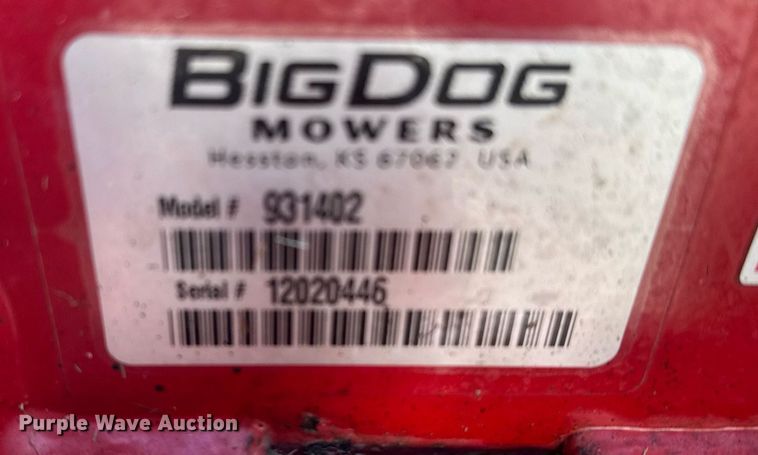 BIGDOG
MOWERS
Hesston, KS 67062 USA
Model # 931402
Serial # 12020446
Purple Wave Auction